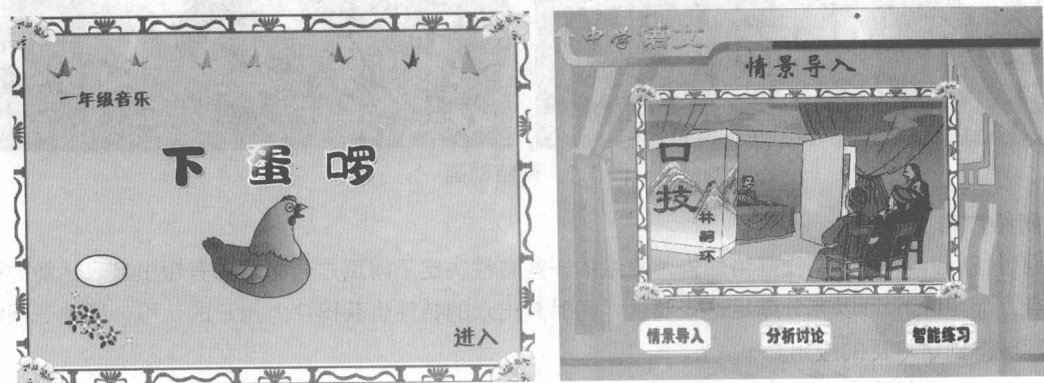 一年级音乐
下蛋啰
进入
中学语文
情景导入
口技
林嗣环
情景导入
分析讨论
智能练习